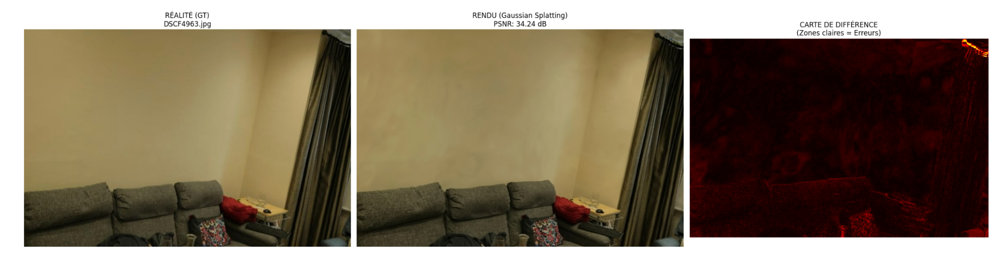 RÉALITÉ (GT)
DSCF4963.jpg
RENDU (Gaussian Splatting)
PSNR: 34.24 dB
CARTE DE DIFFÉRENCE
(Zones claires = Erreurs)